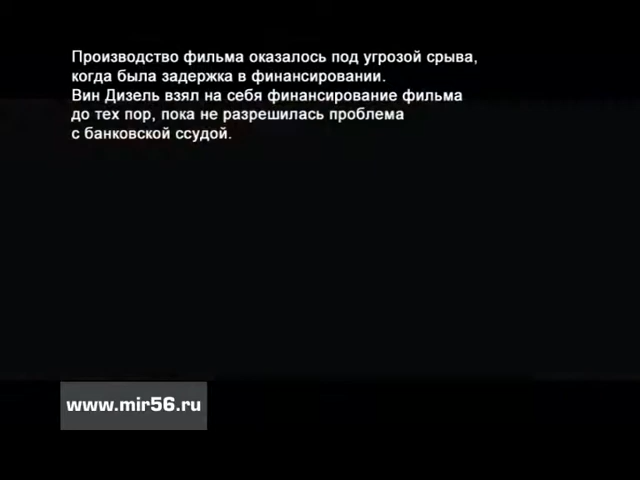 Производство фильма оказалось под угрозой срыва,
когда была задержка в финансировании.
Вин Дизель взял на себя финансирование фильма
до тех пор, пока не разрешилась проблема
с банковской ссудой.
www.mir56.ru